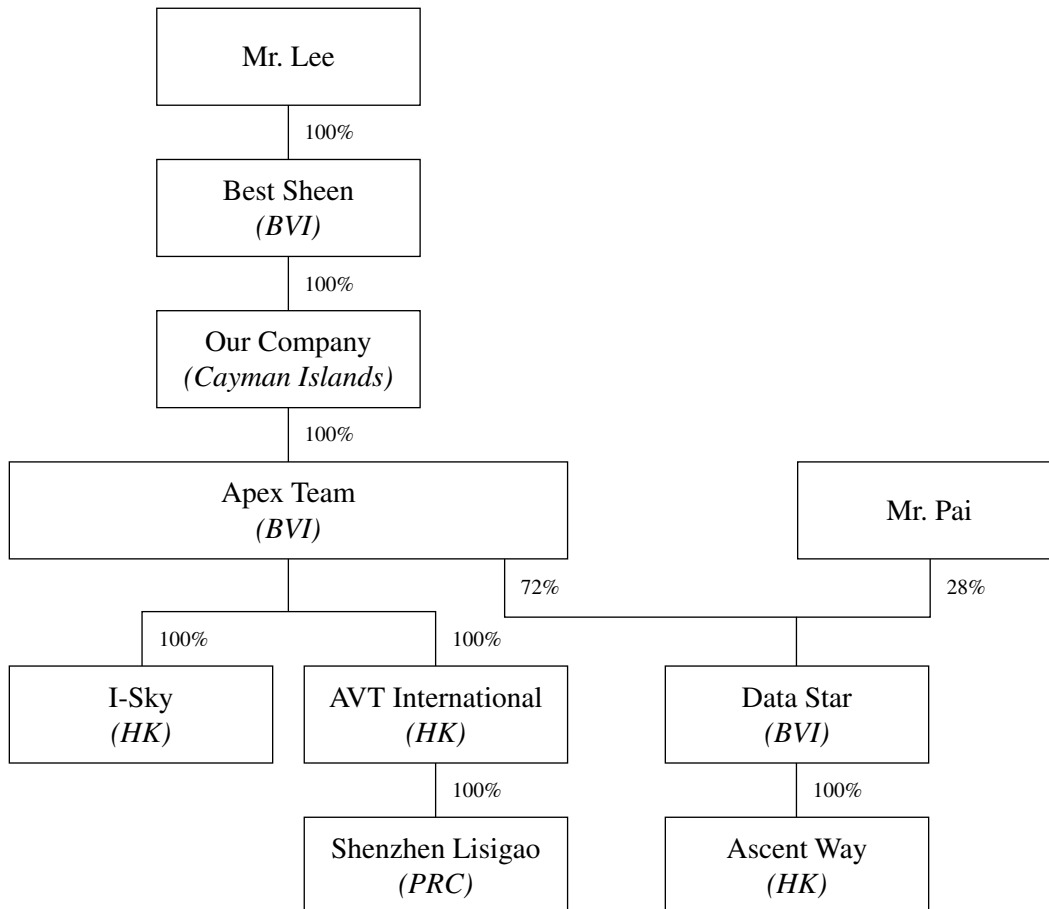 Mr. Lee
100%
Best Sheen
(BVI)
100%
Our Company
(Cayman Islands)
100%
Apex Team
(BVI)
Mr. Pai
72%
28%
100%
100%
I-Sky
(HK)
AVT International
(HK)
Data Star
(BVI)
100%
100%
Shenzhen Lisigao
(PRC)
Ascent Way
(HK)